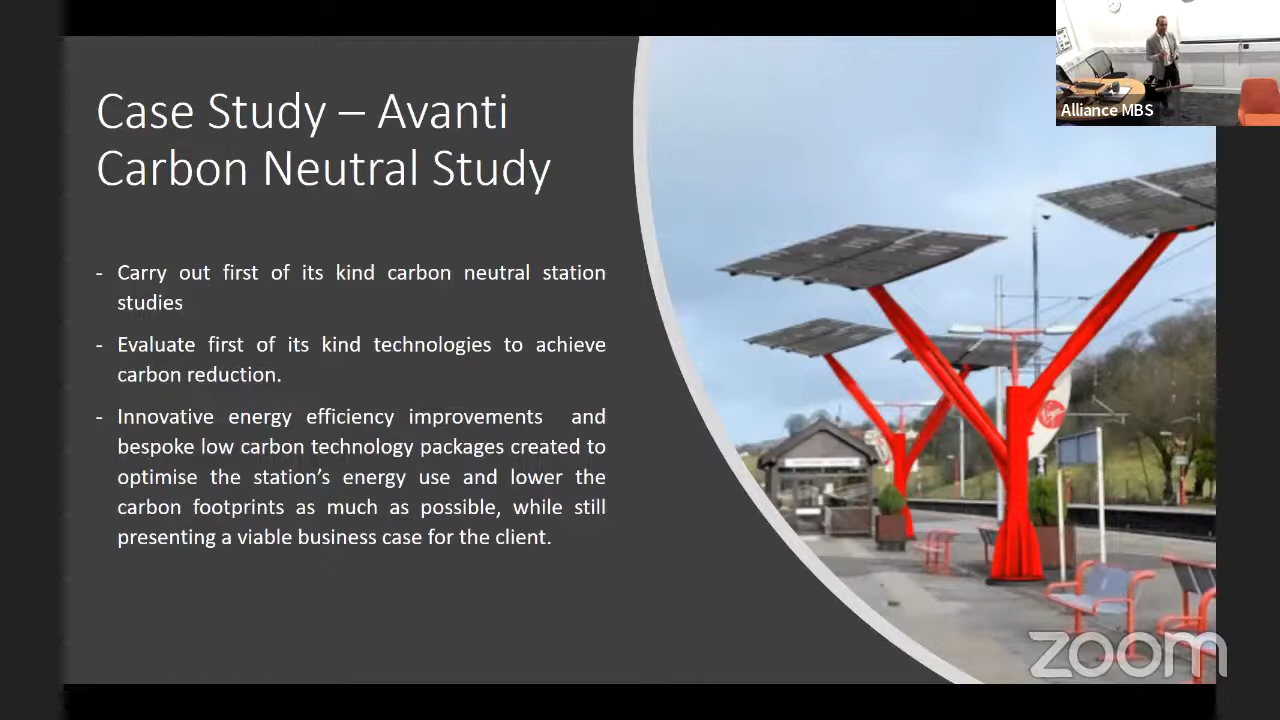 Case Study – Avanti
Carbon Neutral Study
- Carry out first of its kind carbon neutral station
studies
- Evaluate first of its kind technologies to achieve
carbon reduction.
- Innovative energy efficiency improvements and
bespoke low carbon technology packages created to
optimise the station's energy use and lower the
carbon footprints as much as possible, while still
presenting a viable business case for the client.
Alliance MBS
Virgin
zoom